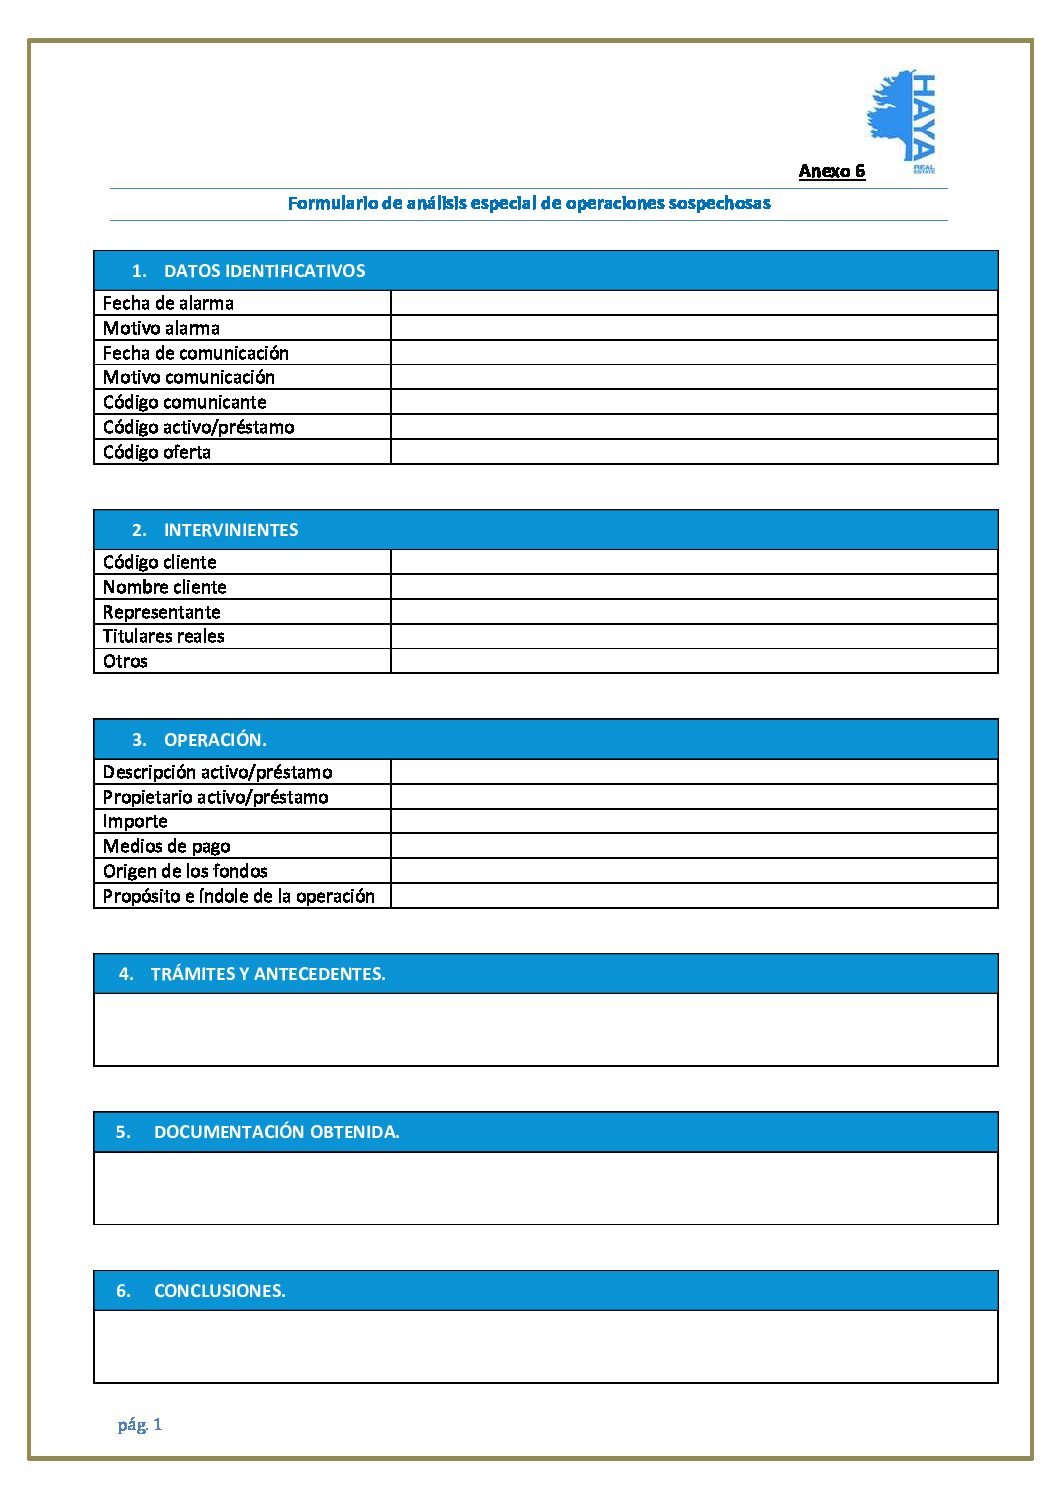 HAYA
REAL
ESTATE
Anexo 6
Formulario de análisis especial de operaciones sospechosas
1. DATOS IDENTIFICATIVOS
Fecha de alarma
Motivo alarma
Fecha de comunicación
Motivo comunicación
Código comunicante
Código activo/préstamo
Código oferta
2. INTERVINIENTES
Código cliente
Nombre cliente
Representante
Titulares reales
Otros
3. OPERACIÓN.
Descripción activo/préstamo
Propietario activo/préstamo
Importe
Medios de pago
Origen de los fondos
Propósito e índole de la operación
4. TRÁMITES Y ANTECEDENTES.
5. DOCUMENTACIÓN OBTENIDA.
6. CONCLUSIONES.
pág. 1